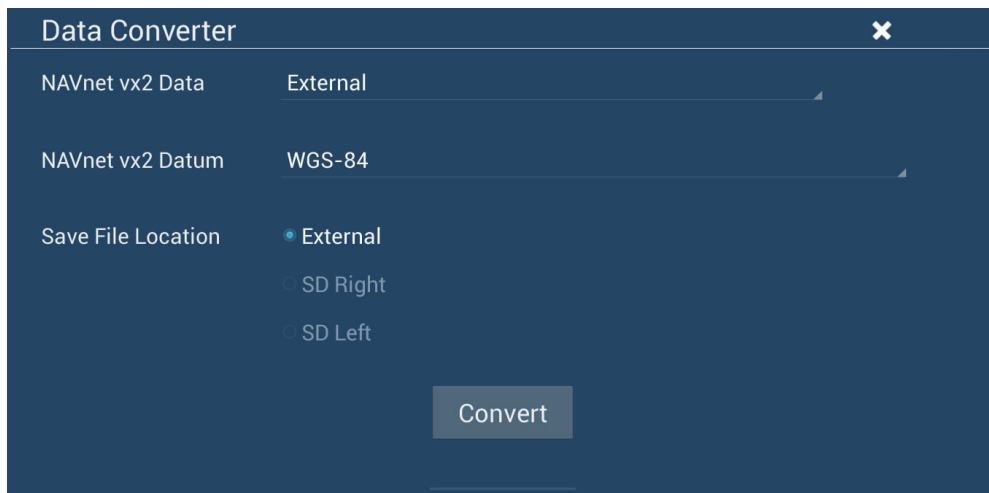 Data Converter
NAVnet vx2 Data External
NAVnet vx2 Datum WGS-84
Save File Location External
SD Right
SD Left
Convert